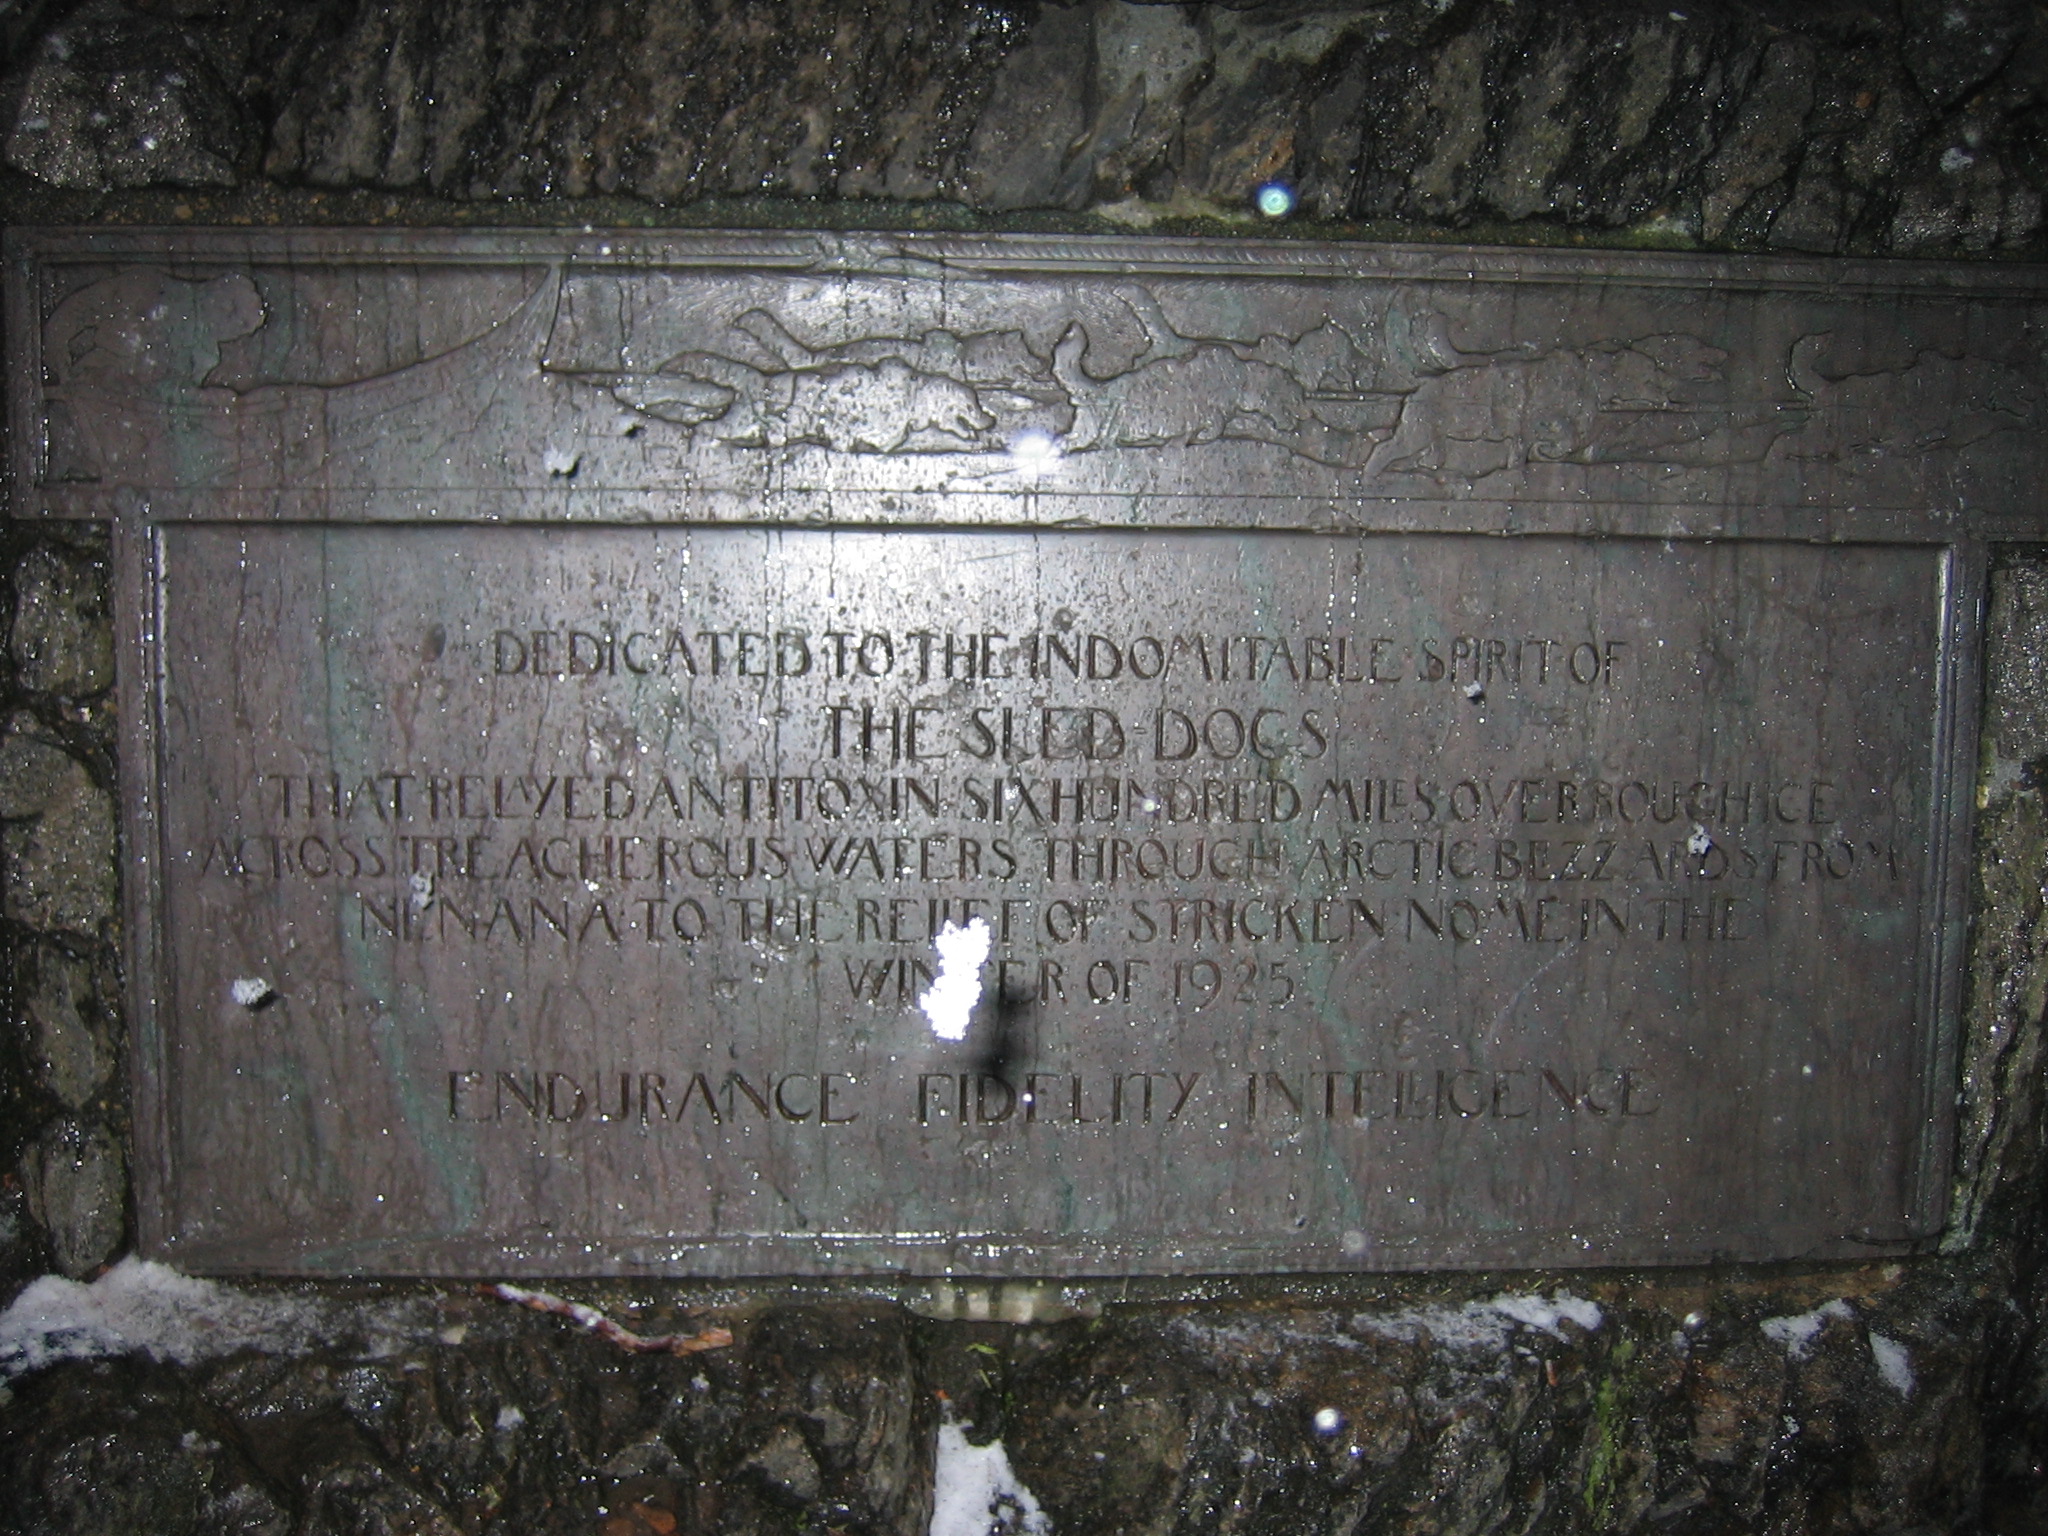 DEDICATED TO THE INDOMITABLE SPIRIT OF
THE SLED DOGS
THAT RELAYED ANTITOXIN SIX HUNDRED MILES OVER ROUGH ICE
ACROSS TREACHEROUS WATERS THROUGH ARCTIC BEZZARDS FROM
NENANA TO THE RELIEF OF STRICKEN NOME IN THE
WINTER OF 1925
ENDURANCE FIDELITY INTELLIGENCE